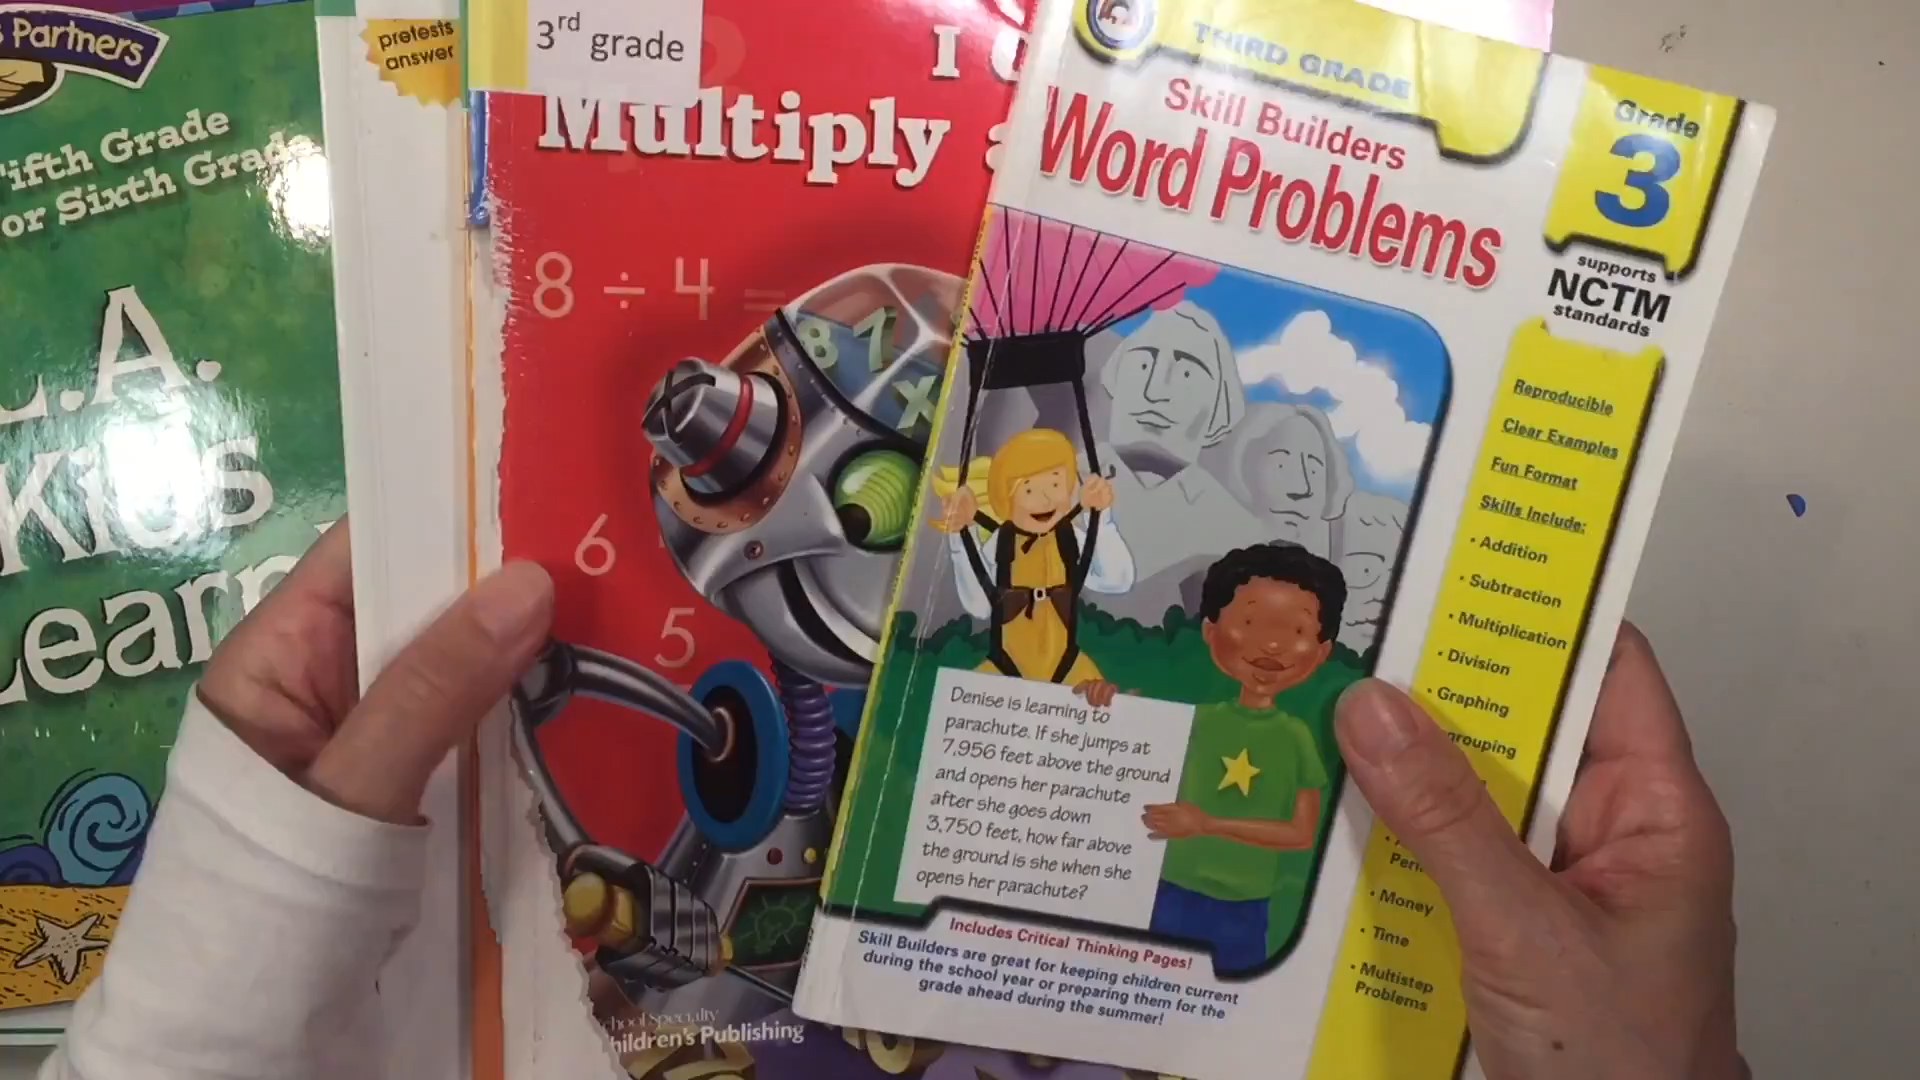 Partners
Fifth Grade
or Sixth Grade
L.A.
Kids
Learn
pretests
answer
3rd grade
I
Multiply
8 ÷ 4 =
8 7
x
6
5
School Specialty
Children's Publishing
THIRD GRADE
Skill Builders
Word Problems
Grade
3
supports
NCTM
standards
Reproducible
Clear Examples
Fun Format
Skills Include:
• Addition
• Subtraction
• Multiplication
• Division
• Graphing
grouping
• Money
• Time
• Multistep
Problems
Denise is learning to
parachute. If she jumps at
7,956 feet above the ground
and opens her parachute
after she goes down
3,750 feet, how far above
the ground is she when she
opens her parachute?
Includes Critical Thinking Pages!
Skill Builders are great for keeping children current
during the school year or preparing them for the
grade ahead during the summer!